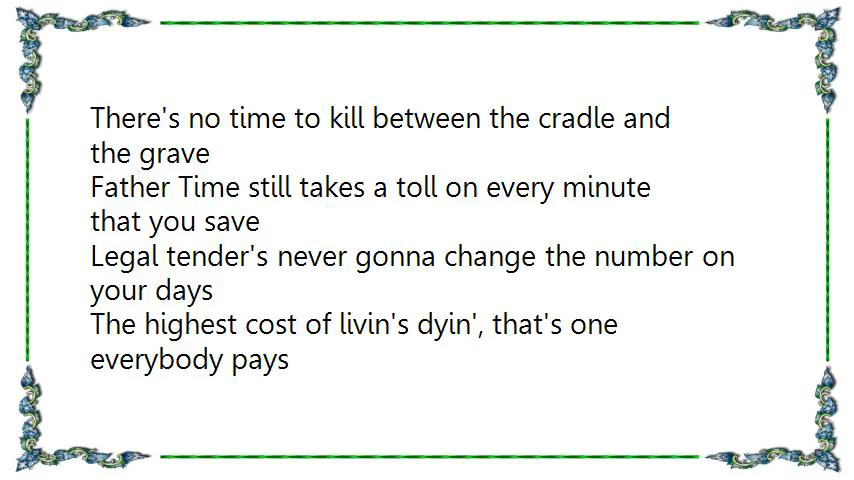 There's no time to kill between the cradle and
the grave
Father Time still takes a toll on every minute
that you save
Legal tender's never gonna change the number on
your days
The highest cost of livin's dyin', that's one
everybody pays